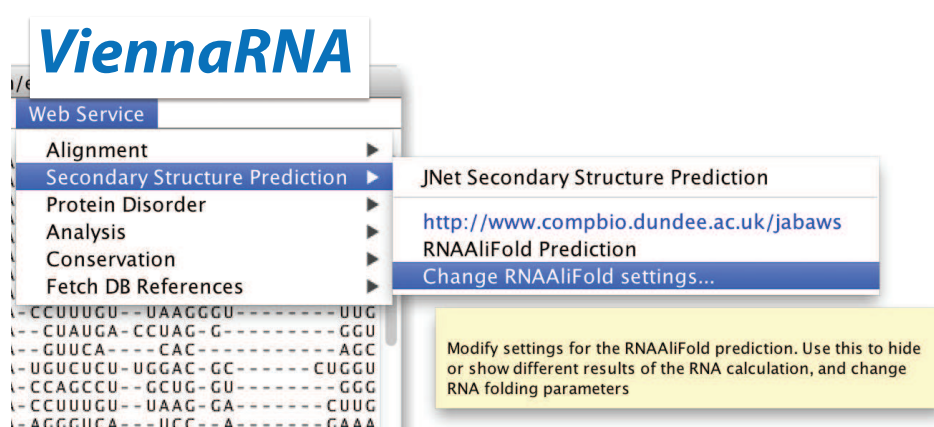 ViennaRNA
/e
Web Service
Alignment
Secondary Structure Prediction
Protein Disorder
Analysis
Conservation
Fetch DB References
JNet Secondary Structure Prediction
http://www.compbio.dundee.ac.uk/jabaws
RNAAliFold Prediction
Change RNAAliFold settings...
-CCUUUGU--UAAGGGU--------UUG
--CUAUGA-CCUAG-G---------GGU
--GUUCA----CAC-----------AGC
-UGUCUCU-UGGAC-GC------CUGGU
-CCAGCCU--GCUG-GU--------GGG
-CCUUUGU--UAAG-GA-------CUUG
-AGGGUCA---UCC--A-------GAAA
Modify settings for the RNAAliFold prediction. Use this to hide
or show different results of the RNA calculation, and change
RNA folding parameters